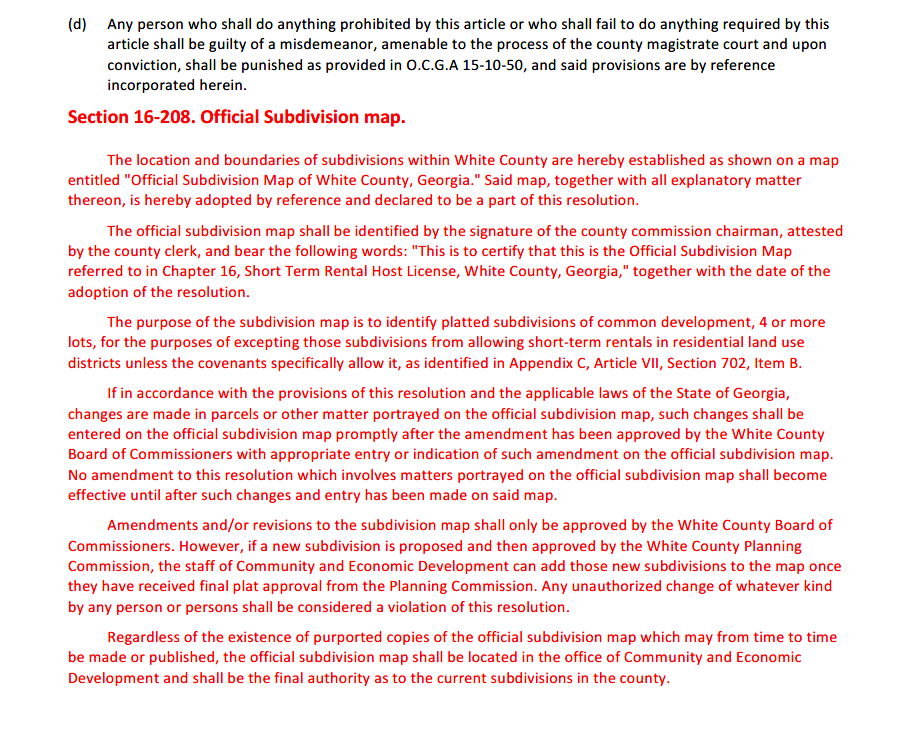 (d) Any person who shall do anything prohibited by this article or who shall fail to do anything required by this
article shall be guilty of a misdemeanor, amenable to the process of the county magistrate court and upon
conviction, shall be punished as provided in O.C.G.A 15-10-50, and said provisions are by reference
incorporated herein.
Section 16-208. Official Subdivision map.
The location and boundaries of subdivisions within White County are hereby established as shown on a map
entitled "Official Subdivision Map of White County, Georgia." Said map, together with all explanatory matter
thereon, is hereby adopted by reference and declared to be a part of this resolution.
The official subdivision map shall be identified by the signature of the county commission chairman, attested
by the county clerk, and bear the following words: "This is to certify that this is the Official Subdivision Map
referred to in Chapter 16, Short Term Rental Host License, White County, Georgia," together with the date of the
adoption of the resolution.
The purpose of the subdivision map is to identify platted subdivisions of common development, 4 or more
lots, for the purposes of excepting those subdivisions from allowing short-term rentals in residential land use
districts unless the covenants specifically allow it, as identified in Appendix C, Article VII, Section 702, Item B.
If in accordance with the provisions of this resolution and the applicable laws of the State of Georgia,
changes are made in parcels or other matter portrayed on the official subdivision map, such changes shall be
entered on the official subdivision map promptly after the amendment has been approved by the White County
Board of Commissioners with appropriate entry or indication of such amendment on the official subdivision map.
No amendment to this resolution which involves matters portrayed on the official subdivision map shall become
effective until after such changes and entry has been made on said map.
Amendments and/or revisions to the subdivision map shall only be approved by the White County Board of
Commissioners. However, if a new subdivision is proposed and then approved by the White County Planning
Commission, the staff of Community and Economic Development can add those new subdivisions to the map once
they have received final plat approval from the Planning Commission. Any unauthorized change of whatever kind
by any person or persons shall be considered a violation of this resolution.
Regardless of the existence of purported copies of the official subdivision map which may from time to time
be made or published, the official subdivision map shall be located in the office of Community and Economic
Development and shall be the final authority as to the current subdivisions in the county.